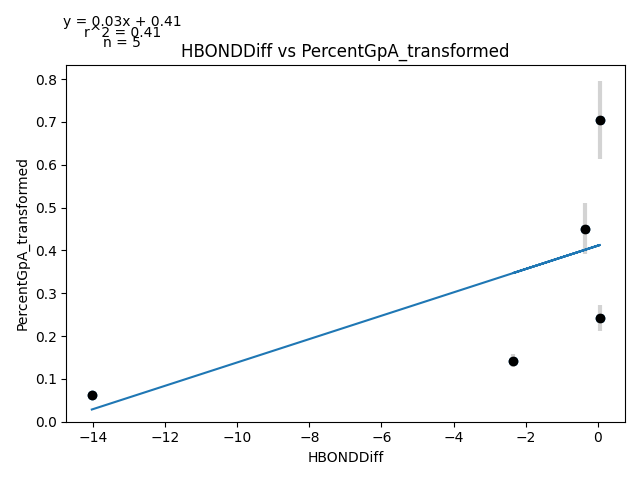 y = 0.03x + 0.41
r^2 = 0.41
n = 5
HBONDDiff vs PercentGpA_transformed
PercentGpA_transformed
0.8
0.7
0.6
0.5
0.4
0.3
0.2
0.1
0.0
−14 −12 −10 −8 −6 −4 −2 0
HBONDDiff